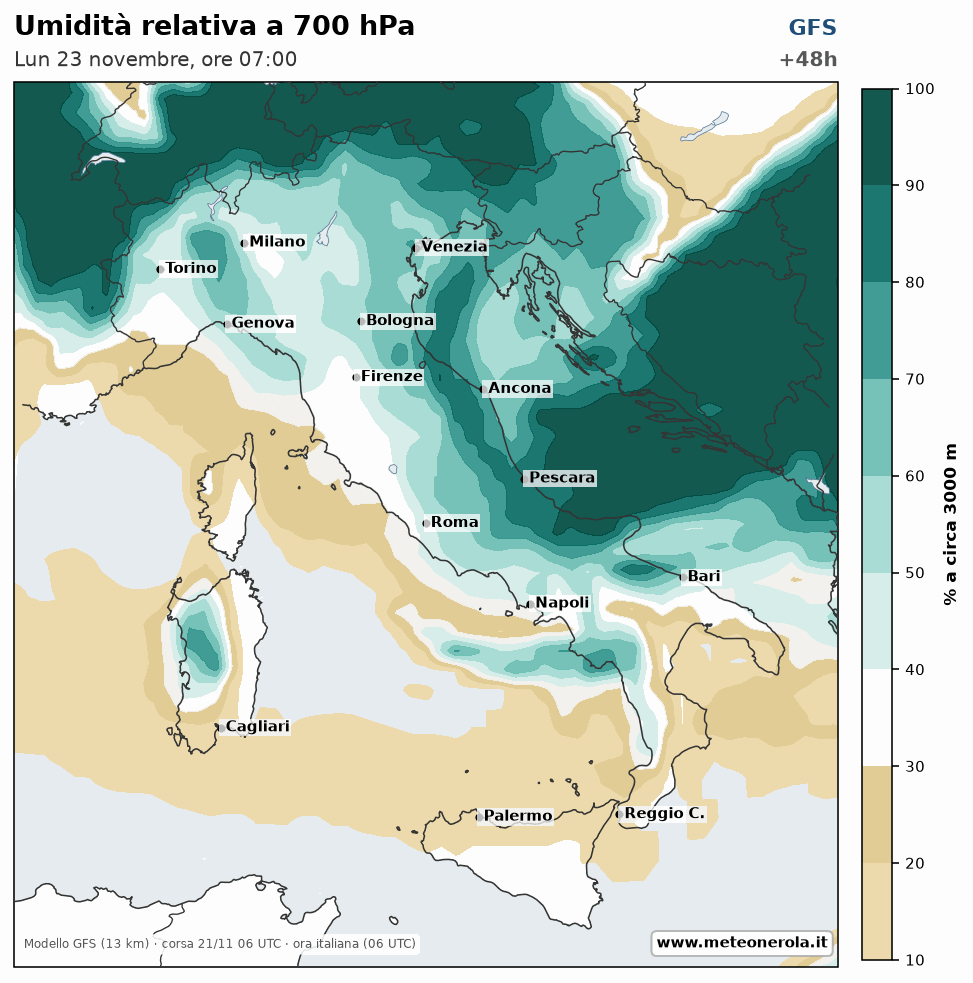 Umidità relativa a 700 hPa
GFS
Lun 23 novembre, ore 07:00
+48h
100
90
80
70
60
50
40
30
20
10
% a circa 3000 m
Milano
Venezia
Torino
Genova
Bologna
Firenze
Ancona
Pescara
Roma
Bari
Napoli
Cagliari
Palermo
Reggio C.
Modello GFS (13 km) · corsa 21/11 06 UTC · ora italiana (06 UTC)
www.meteonerola.it